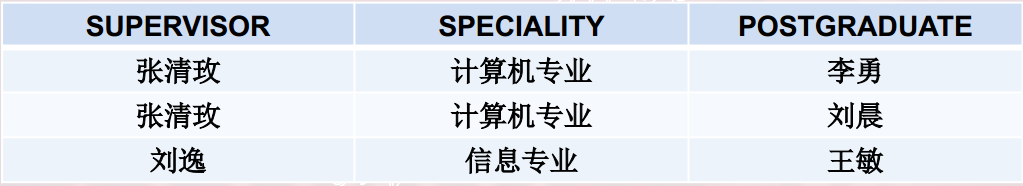 SUPERVISOR SPECIALITY POSTGRADUATE
张清玫 计算机专业 李勇
张清玫 计算机专业 刘晨
刘逸 信息专业 王敏